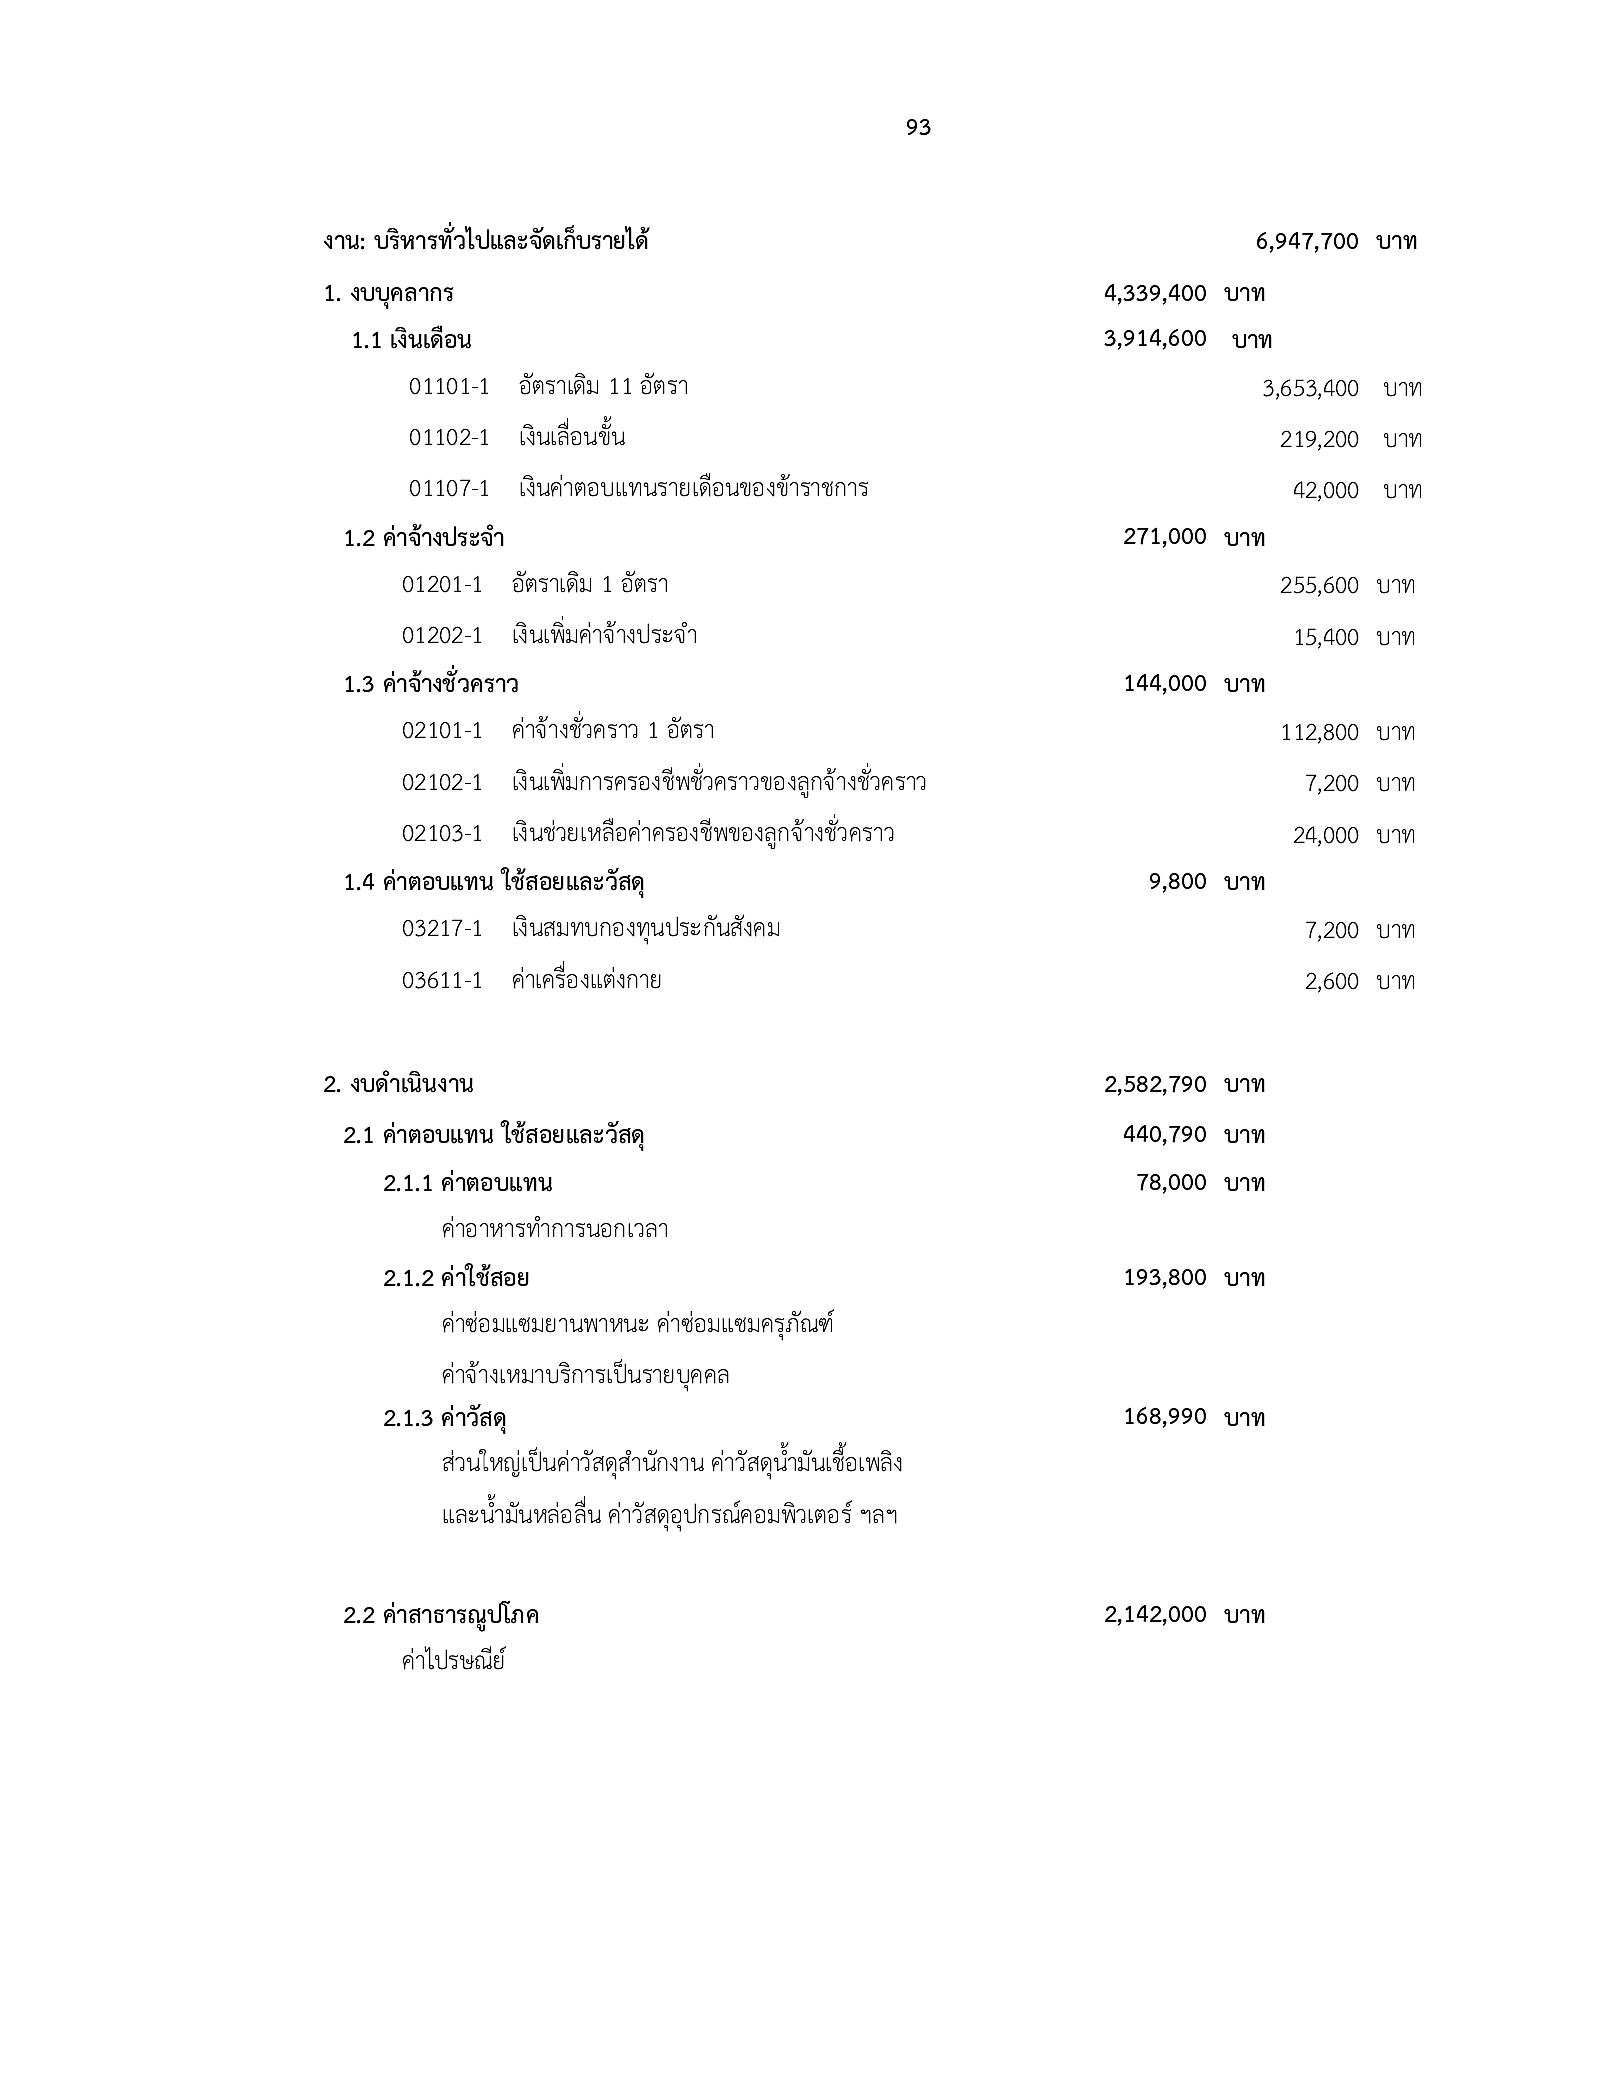 93
งาน: บริหารทั่วไปและจัดเก็บรายได้ 6,947,700 บาท
1. งบบุคลากร 4,339,400 บาท
1.1 เงินเดือน 3,914,600 บาท
01101-1 อัตราเดิม 11 อัตรา 3,653,400 บาท
01102-1 เงินเลื่อนขั้น 219,200 บาท
01107-1 เงินค่าตอบแทนรายเดือนของข้าราชการ 42,000 บาท
1.2 ค่าจ้างประจำ 271,000 บาท
01201-1 อัตราเดิม 1 อัตรา 255,600 บาท
01202-1 เงินเพิ่มค่าจ้างประจำ 15,400 บาท
1.3 ค่าจ้างชั่วคราว 144,000 บาท
02101-1 ค่าจ้างชั่วคราว 1 อัตรา 112,800 บาท
02102-1 เงินเพิ่มการครองชีพชั่วคราวของลูกจ้างชั่วคราว 7,200 บาท
02103-1 เงินช่วยเหลือค่าครองชีพของลูกจ้างชั่วคราว 24,000 บาท
1.4 ค่าตอบแทน ใช้สอยและวัสดุ 9,800 บาท
03217-1 เงินสมทบกองทุนประกันสังคม 7,200 บาท
03611-1 ค่าเครื่องแต่งกาย 2,600 บาท
2. งบดำเนินงาน 2,582,790 บาท
2.1 ค่าตอบแทน ใช้สอยและวัสดุ 440,790 บาท
2.1.1 ค่าตอบแทน 78,000 บาท
ค่าอาหารทำการนอกเวลา
2.1.2 ค่าใช้สอย 193,800 บาท
ค่าซ่อมแซมยานพาหนะ ค่าซ่อมแซมครุภัณฑ์
ค่าจ้างเหมาบริการเป็นรายบุคคล
2.1.3 ค่าวัสดุ 168,990 บาท
ส่วนใหญ่เป็นค่าวัสดุสำนักงาน ค่าวัสดุน้ำมันเชื้อเพลิง
และน้ำมันหล่อลื่น ค่าวัสดุอุปกรณ์คอมพิวเตอร์ ฯลฯ
2.2 ค่าสาธารณูปโภค 2,142,000 บาท
ค่าไปรษณีย์